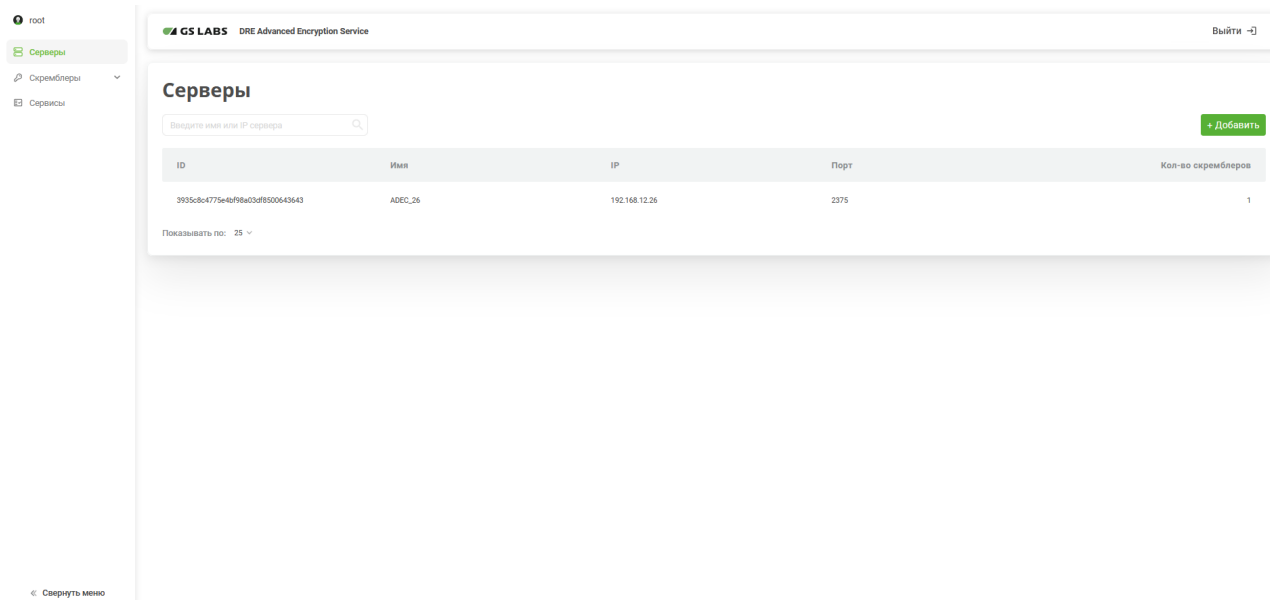 root
Серверы
Скремблеры
Сервисы
Свернуть меню
GS LABS DRE Advanced Encryption Service Выйти
Серверы
Введите имя или IP сервера + Добавить
ID Имя IP Порт Кол-во скремблеров
3935c8c4775e4bf98a03df8500643643 ADEC_26 192.168.12.26 2375 1
Показывать по: 25